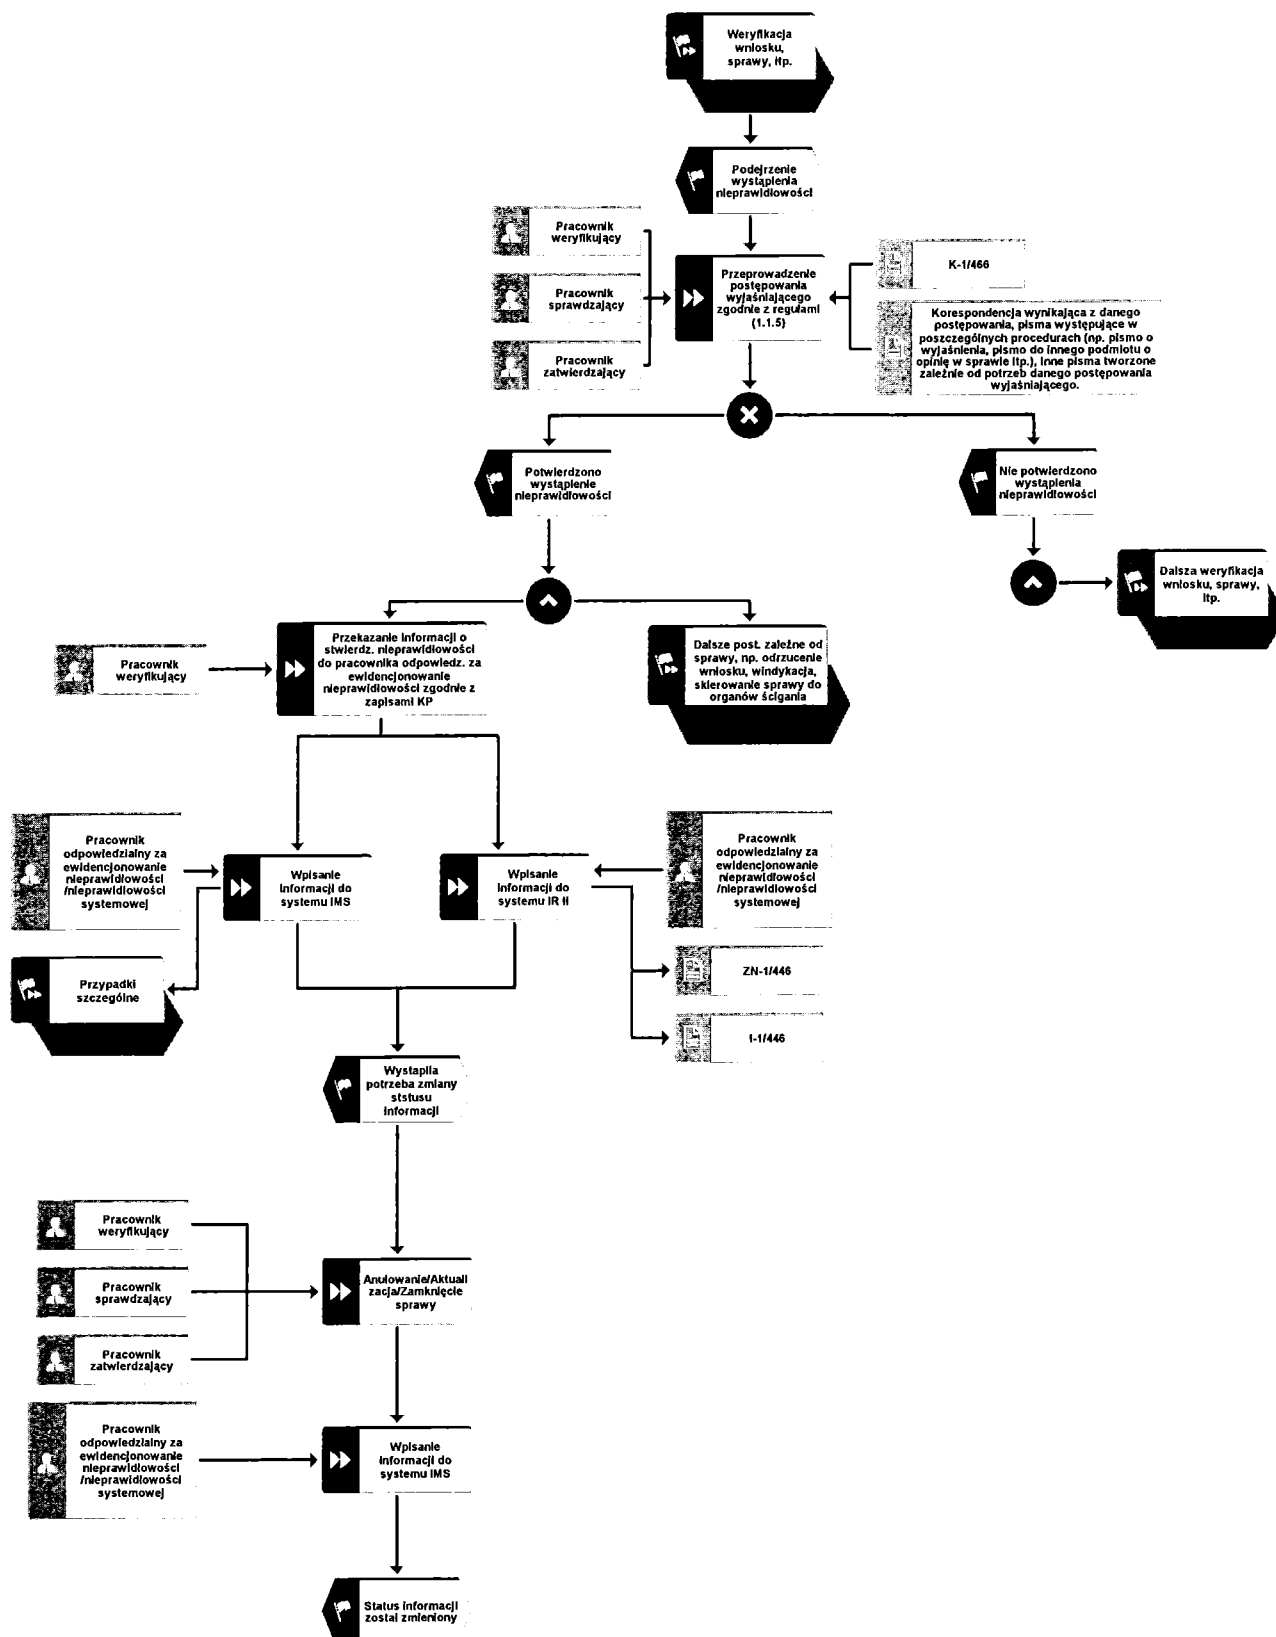 Weryfikacja
wniosku,
sprawy, itp.
Podejrzenie
wystąpienia
nieprawidłowości
Pracownik
weryfikujący
Pracownik
sprawdzający
Pracownik
zatwierdzający
Przeprowadzenie
postępowania
wyjaśniającego
zgodnie z regułami
(1.1.5)
K-1/466
Korespondencja wynikająca z danego
postępowania, pisma występujące w
poszczególnych procedurach (np. pismo o
wyjaśnienia, pismo do innego podmiotu o
opinię w sprawie itp.), inne pisma tworzone
zależnie od potrzeb danego postępowania
wyjaśniającego.
Potwierdzono
wystąpienie
nieprawidłowości
Nie potwierdzono
wystąpienia
nieprawidłowości
Dalsza weryfikacja
wniosku, sprawy,
itp.
Pracownik
weryfikujący
Przekazanie informacji o
stwierdz. nieprawidłowości
do pracownika odpowiedz. za
ewidencjonowanie
nieprawidłowości zgodnie z
zapisami KP
Dalsze post. zależne od
sprawy, np. odrzucenie
wniosku, windykacja,
skierowanie sprawy do
organów ścigania
Pracownik
odpowiedzialny za
ewidencjonowanie
nieprawidłowości
/nieprawidłowości
systemowej
Wpisanie
informacji do
systemu IMS
Wpisanie
informacji do
systemu IR II
Pracownik
odpowiedzialny za
ewidencjonowanie
nieprawidłowości
/nieprawidłowości
systemowej
Przypadki
szczególne
ZN-1/446
I-1/446
Wystąpiła
potrzeba zmiany
ststusu
informacji
Pracownik
weryfikujący
Pracownik
sprawdzający
Pracownik
zatwierdzający
Anulowanie/Aktuali
zacja/Zamknięcie
sprawy
Pracownik
odpowiedzialny za
ewidencjonowanie
nieprawidłowości
/nieprawidłowości
systemowej
Wpisanie
informacji do
systemu IMS
Status informacji
został zmieniony